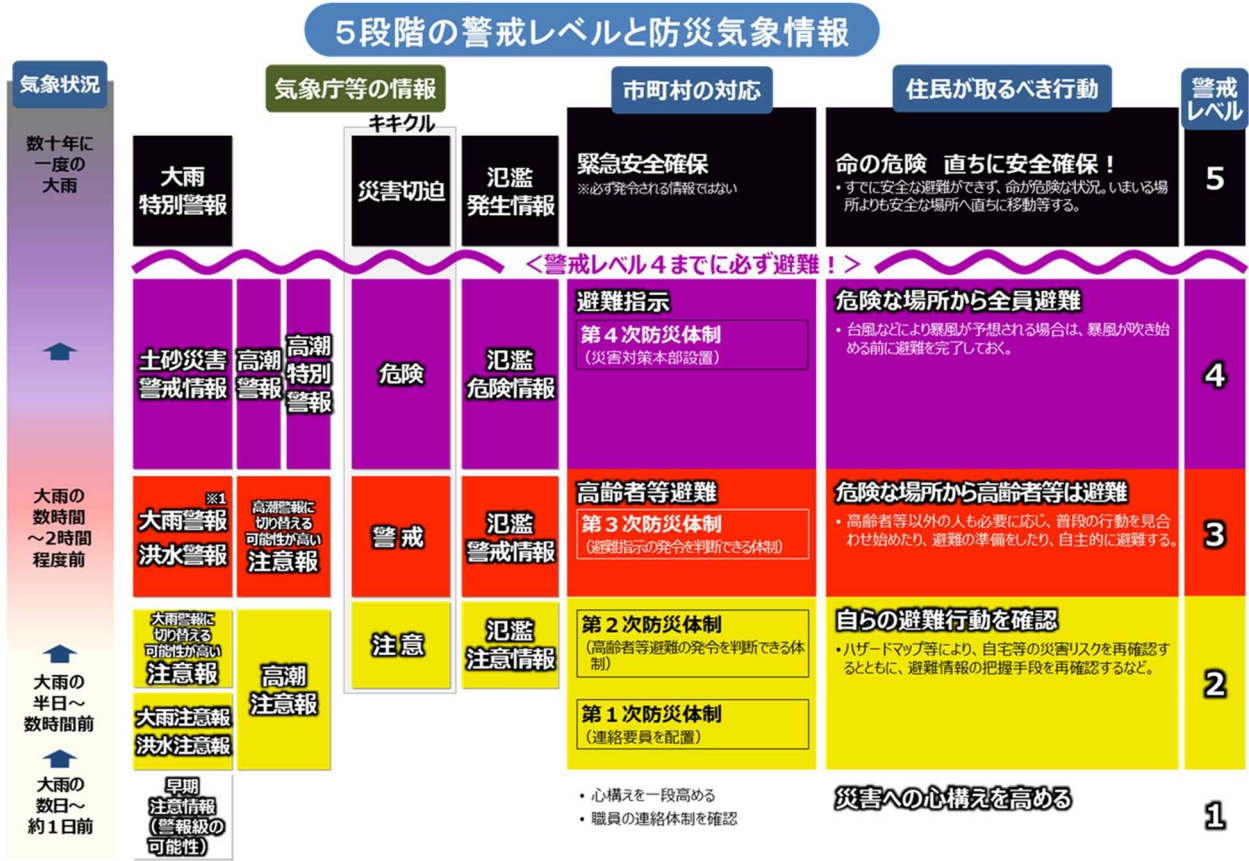 ５段階の警戒レベルと防災気象情報
気象状況
気象庁等の情報
市町村の対応
住民が取るべき行動
警戒
レベル
キキクル
数十年に
一度の
大雨
大雨
特別警報
災害切迫
氾濫
発生情報
緊急安全確保
※必ず発令される情報ではない
命の危険 直ちに安全確保！
・すでに安全な避難ができず、命が危険な状況。いまいる場
所よりも安全な場所へ直ちに移動等する。
5
＜警戒レベル４までに必ず避難！＞
土砂災害
警戒情報
高潮
警報
高潮
特別
警報
危険
氾濫
危険情報
避難指示
第４次防災体制
（災害対策本部設置）
危険な場所から全員避難
・台風などにより暴風が予想される場合は、暴風が吹き始
める前に避難を完了しておく。
4
大雨の
数時間
～2時間
程度前
※1
大雨警報
洪水警報
高潮警報に
切り替える
可能性が高い
注意報
警戒
氾濫
警戒情報
高齢者等避難
第３次防災体制
（避難指示の発令を判断できる体制）
危険な場所から高齢者等は避難
・高齢者等以外の人も必要に応じ、普段の行動を見合
わせ始めたり、避難の準備をしたり、自主的に避難する。
3
大雨の
半日～
数時間前
大雨警報に
切り替える
可能性が高い
注意報
大雨注意報
洪水注意報
高潮
注意報
注意
氾濫
注意情報
第２次防災体制
（高齢者等避難の発令を判断できる体
制）
第１次防災体制
（連絡要員を配置）
自らの避難行動を確認
・ハザードマップ等により、自宅等の災害リスクを再確認す
るとともに、避難情報の把握手段を再確認するなど。
2
大雨の
数日～
約１日前
早期
注意情報
（警報級の
可能性）
・心構えを一段高める
・職員の連絡体制を確認
災害への心構えを高める
1